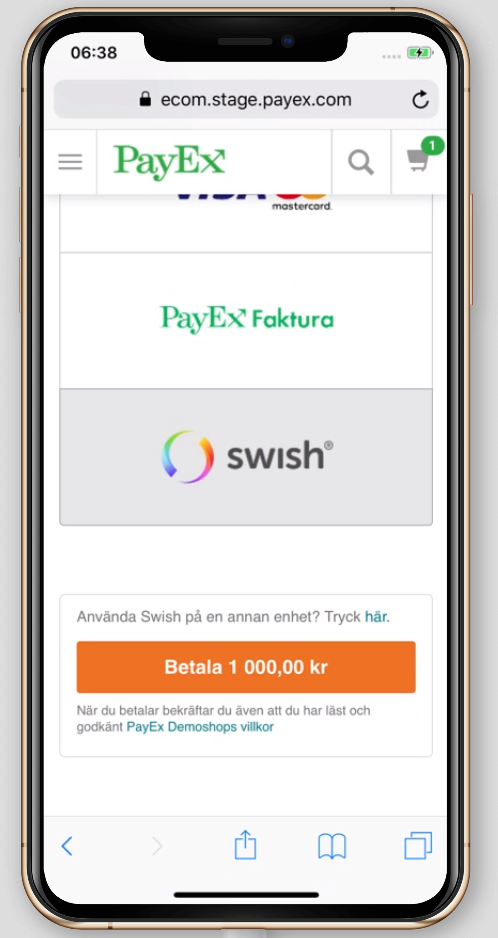 06:38
ecom.stage.payex.com
PayEx
1
VISA
mastercard.
PayEx Faktura
swish®
Använda Swish på en annan enhet? Tryck här.
Betala 1 000,00 kr
När du betalar bekräftar du även att du har läst och
godkänt PayEx Demoshops villkor